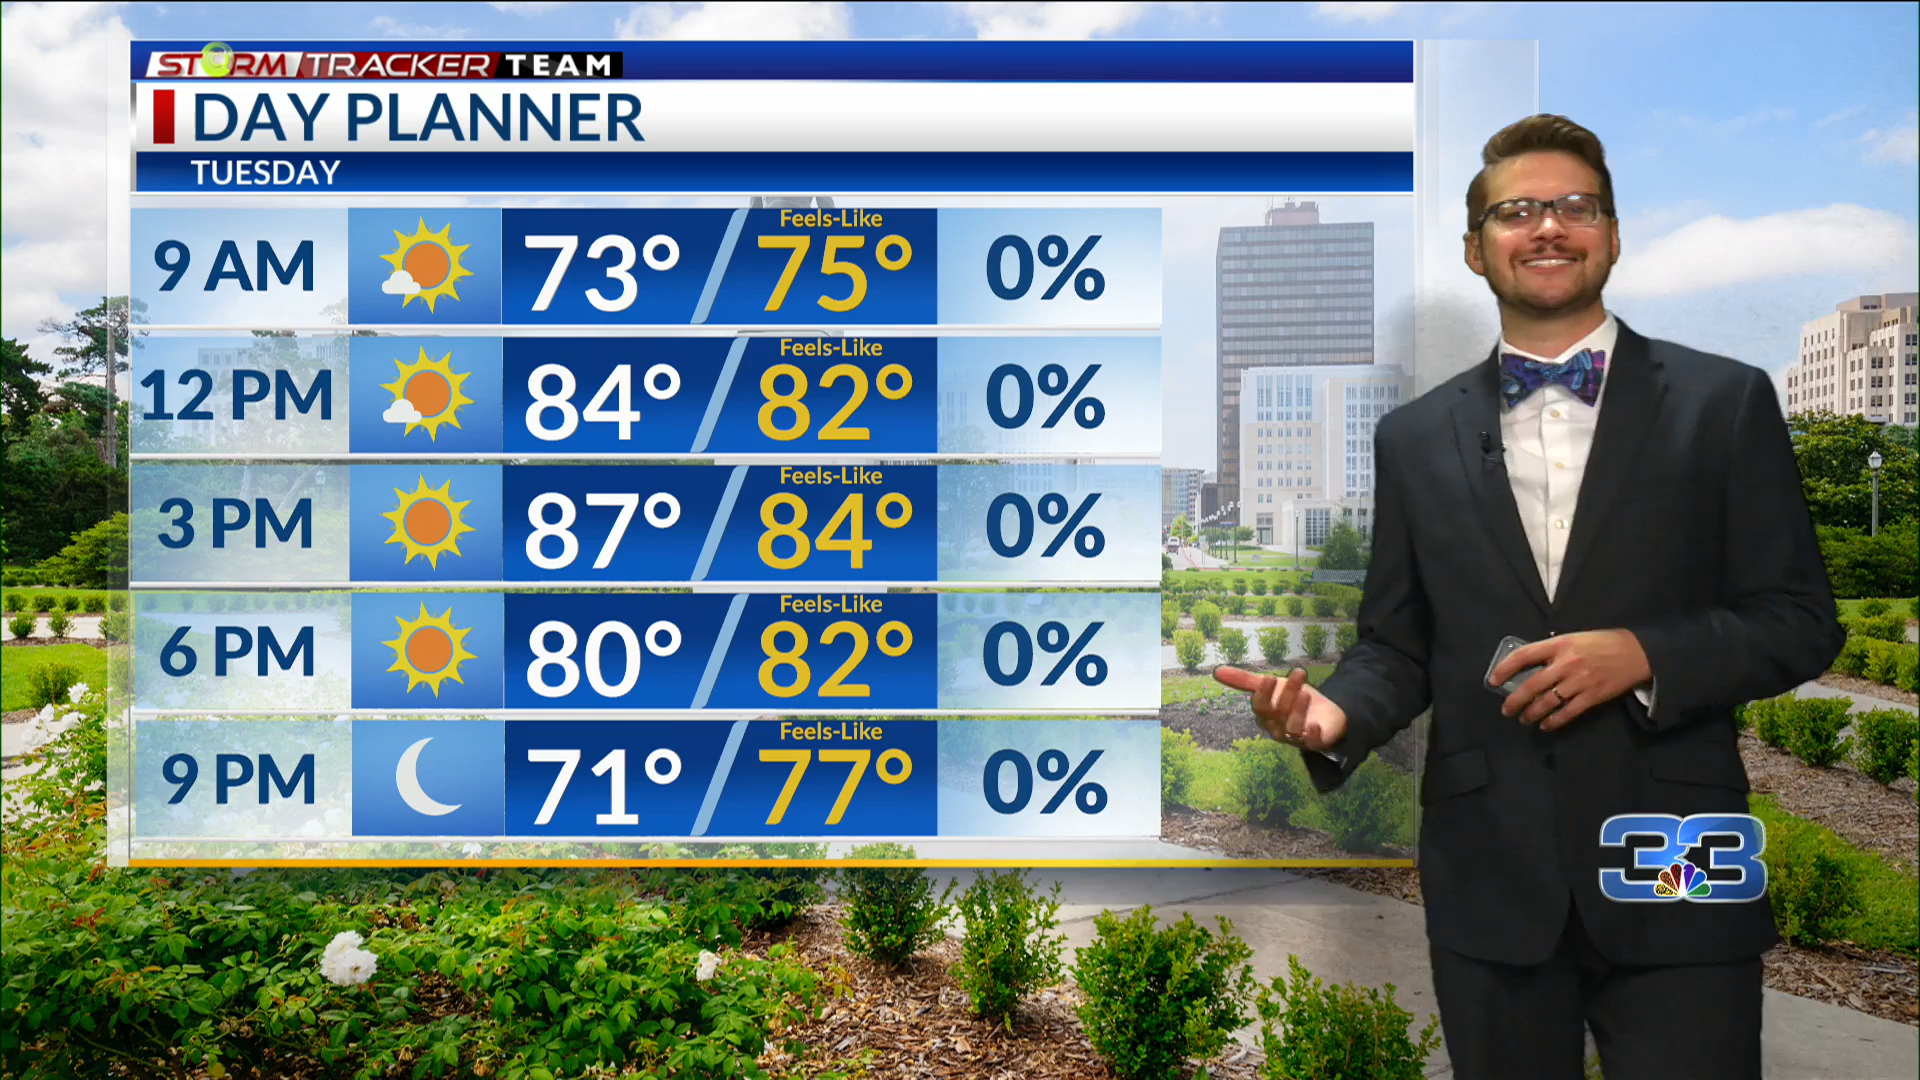 STORM TRACKER TEAM
DAY PLANNER
TUESDAY
9 AM 73° Feels-Like 75° 0%
12 PM 84° Feels-Like 82° 0%
3 PM 87° Feels-Like 84° 0%
6 PM 80° Feels-Like 82° 0%
9 PM 71° Feels-Like 77° 0%
33